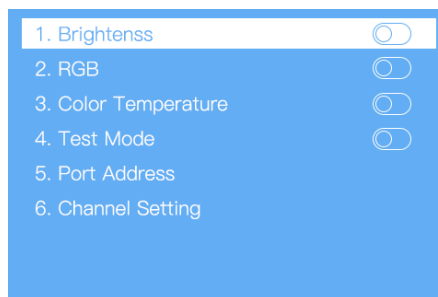 1. Brightenss
2. RGB
3. Color Temperature
4. Test Mode
5. Port Address
6. Channel Setting